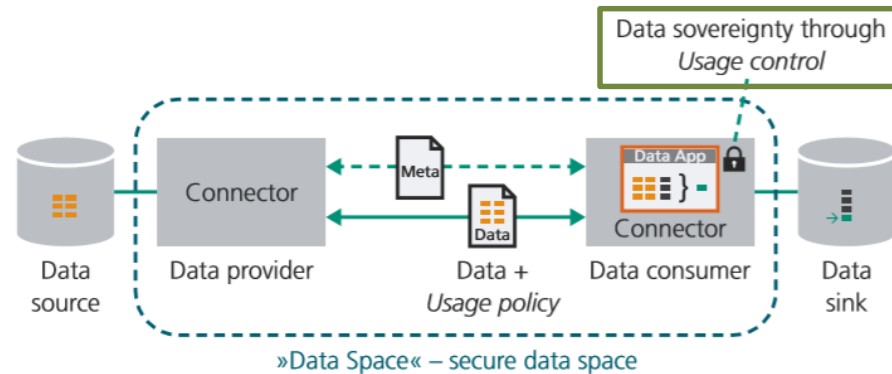 Data sovereignty through
Usage control
Connector
Meta
Data
Data App
Connector
Data
source
Data provider
Data +
Usage policy
Data consumer
Data
sink
»Data Space« – secure data space